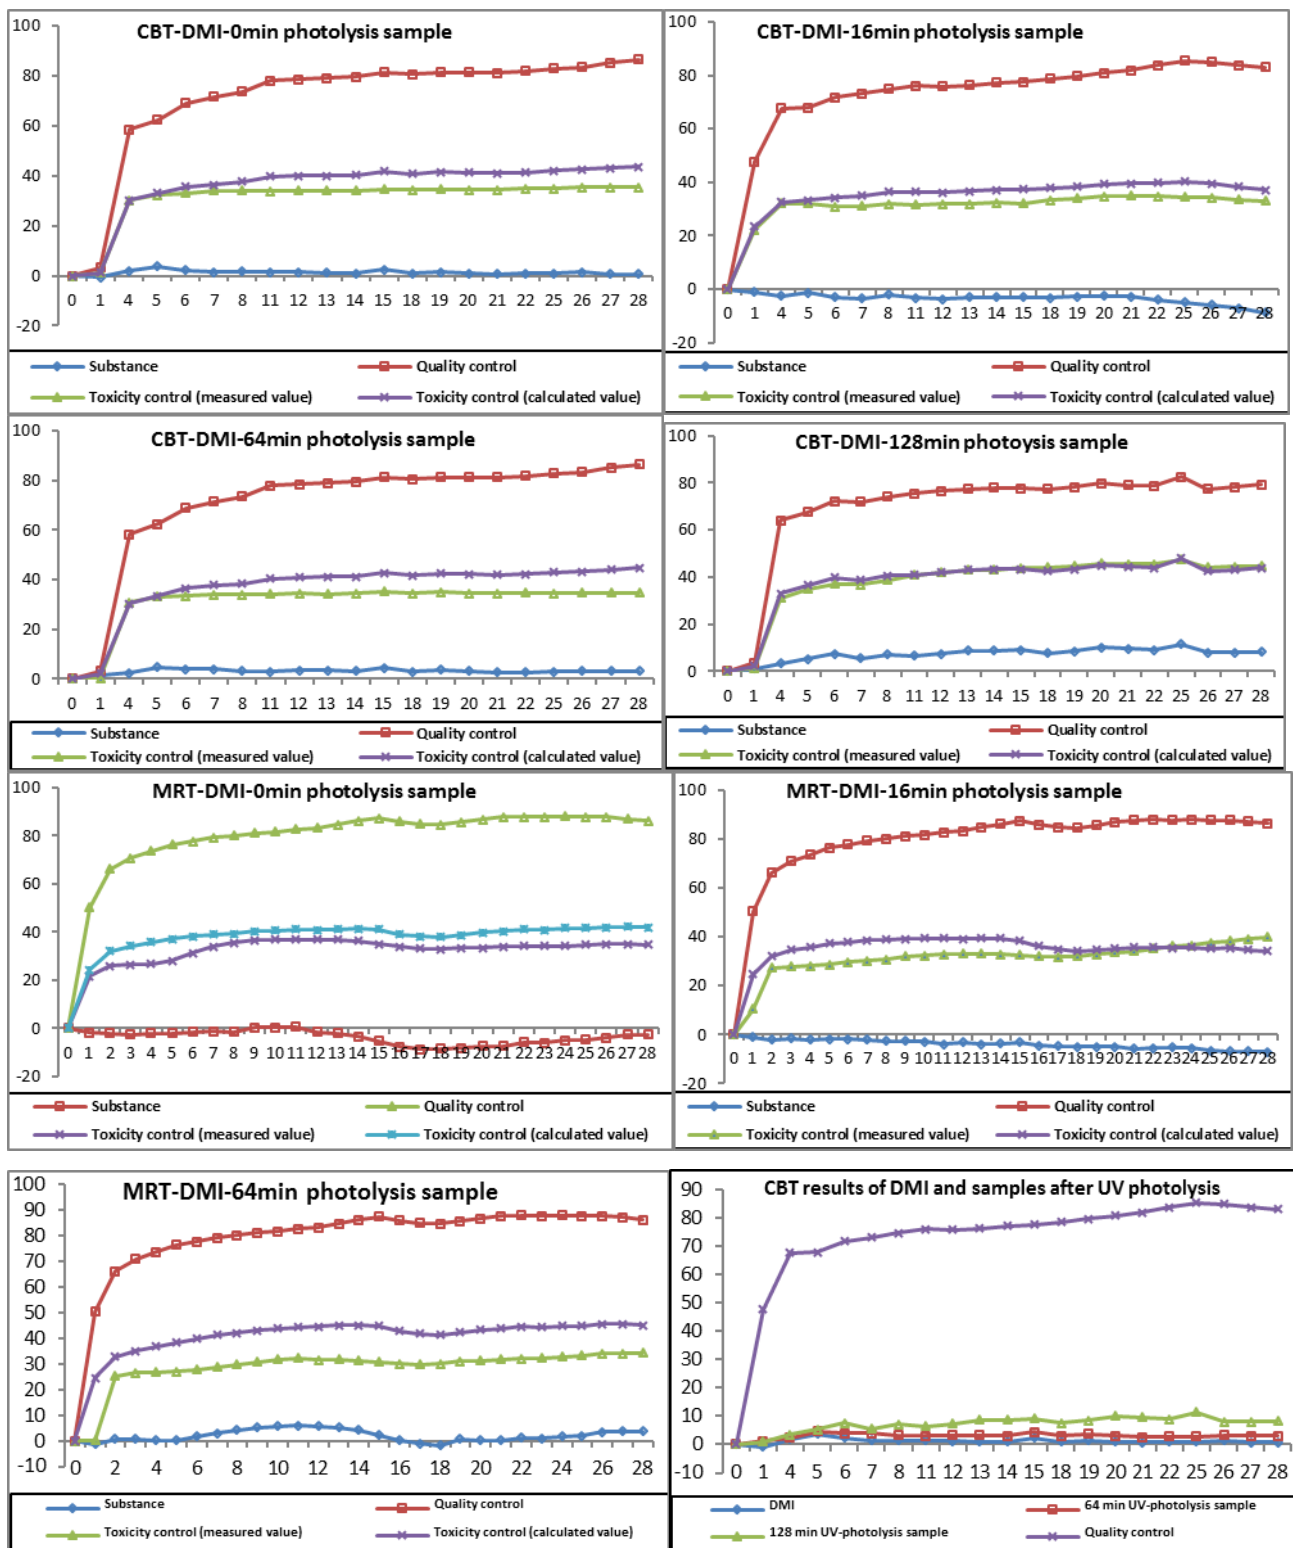 CBT-DMI-0min photolysis sample
100
80
60
40
20
0
-20
0 1 4 5 6 7 8 11 12 13 14 15 18 19 20 21 22 25 26 27 28
Substance Quality control
Toxicity control (measured value) Toxicity control (calculated value)
CBT-DMI-16min photolysis sample
100
80
60
40
20
0
-20
0 1 4 5 6 7 8 11 12 13 14 15 18 19 20 21 22 25 26 27 28
Substance Quality control
Toxicity control (measured value) Toxicity control (calculated value)
CBT-DMI-64min photolysis sample
100
80
60
40
20
0
0 1 4 5 6 7 8 11 12 13 14 15 18 19 20 21 22 25 26 27 28
Substance Quality control
Toxicity control (measured value) Toxicity control (calculated value)
CBT-DMI-128min photoysis sample
100
80
60
40
20
0
0 1 4 5 6 7 8 11 12 13 14 15 18 19 20 21 22 25 26 27 28
Substance Quality control
Toxicity control (measured value) Toxicity control (calculated value)
MRT-DMI-0min photolysis sample
100
80
60
40
20
0
-20
0 1 2 3 4 5 6 7 8 9 10 11 12 13 14 15 16 17 18 19 20 21 22 23 24 25 26 27 28
Substance Quality control
Toxicity control (measured value) Toxicity control (calculated value)
MRT-DMI-16min photolysis sample
100
80
60
40
20
0
-20
0 1 2 3 4 5 6 7 8 9 10 11 12 13 14 15 16 17 18 19 20 21 22 23 24 25 26 27 28
Substance Quality control
Toxicity control (measured value) Toxicity control (calculated value)
MRT-DMI-64min photolysis sample
100
90
80
70
60
50
40
30
20
10
0
-10
0 2 4 6 8 10 12 14 16 18 20 22 24 26 28
Substance Quality control
Toxicity control (measured value) Toxicity control (calculated value)
CBT results of DMI and samples after UV photolysis
90
80
70
60
50
40
30
20
10
0
-10
0 1 4 5 6 7 8 11 12 13 14 15 18 19 20 21 22 25 26 27 28
DMI 64 min UV-photolysis sample
128 min UV-photolysis sample Quality control